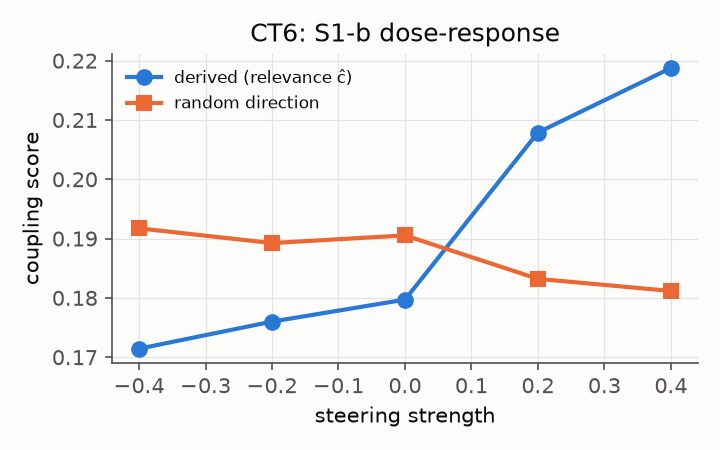 CT6: S1-b dose-response
derived (relevance ĉ)
random direction
coupling score
0.22
0.21
0.20
0.19
0.18
0.17
−0.4 −0.3 −0.2 −0.1 0.0 0.1 0.2 0.3 0.4
steering strength